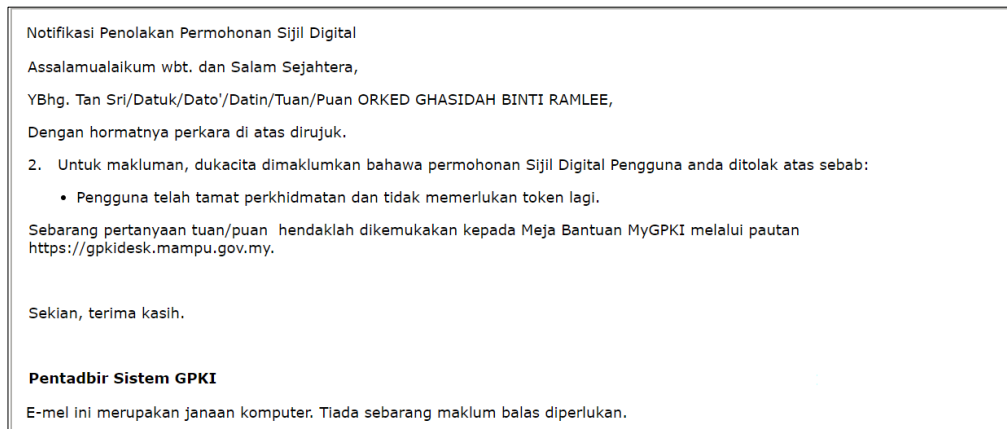 Notifikasi Penolakan Permohonan Sijil Digital
Assalamualaikum wbt. dan Salam Sejahtera,
YBhg. Tan Sri/Datuk/Dato'/Datin/Tuan/Puan ORKED GHASIDAH BINTI RAMLEE,
Dengan hormatnya perkara di atas dirujuk.
2. Untuk makluman, dukacita dimaklumkan bahawa permohonan Sijil Digital Pengguna anda ditolak atas sebab:
• Pengguna telah tamat perkhidmatan dan tidak memerlukan token lagi.
Sebarang pertanyaan tuan/puan hendaklah dikemukakan kepada Meja Bantuan MyGPKI melalui pautan
https://gpkidesk.mampu.gov.my.
Sekian, terima kasih.
Pentadbir Sistem GPKI
E-mel ini merupakan janaan komputer. Tiada sebarang maklum balas diperlukan.